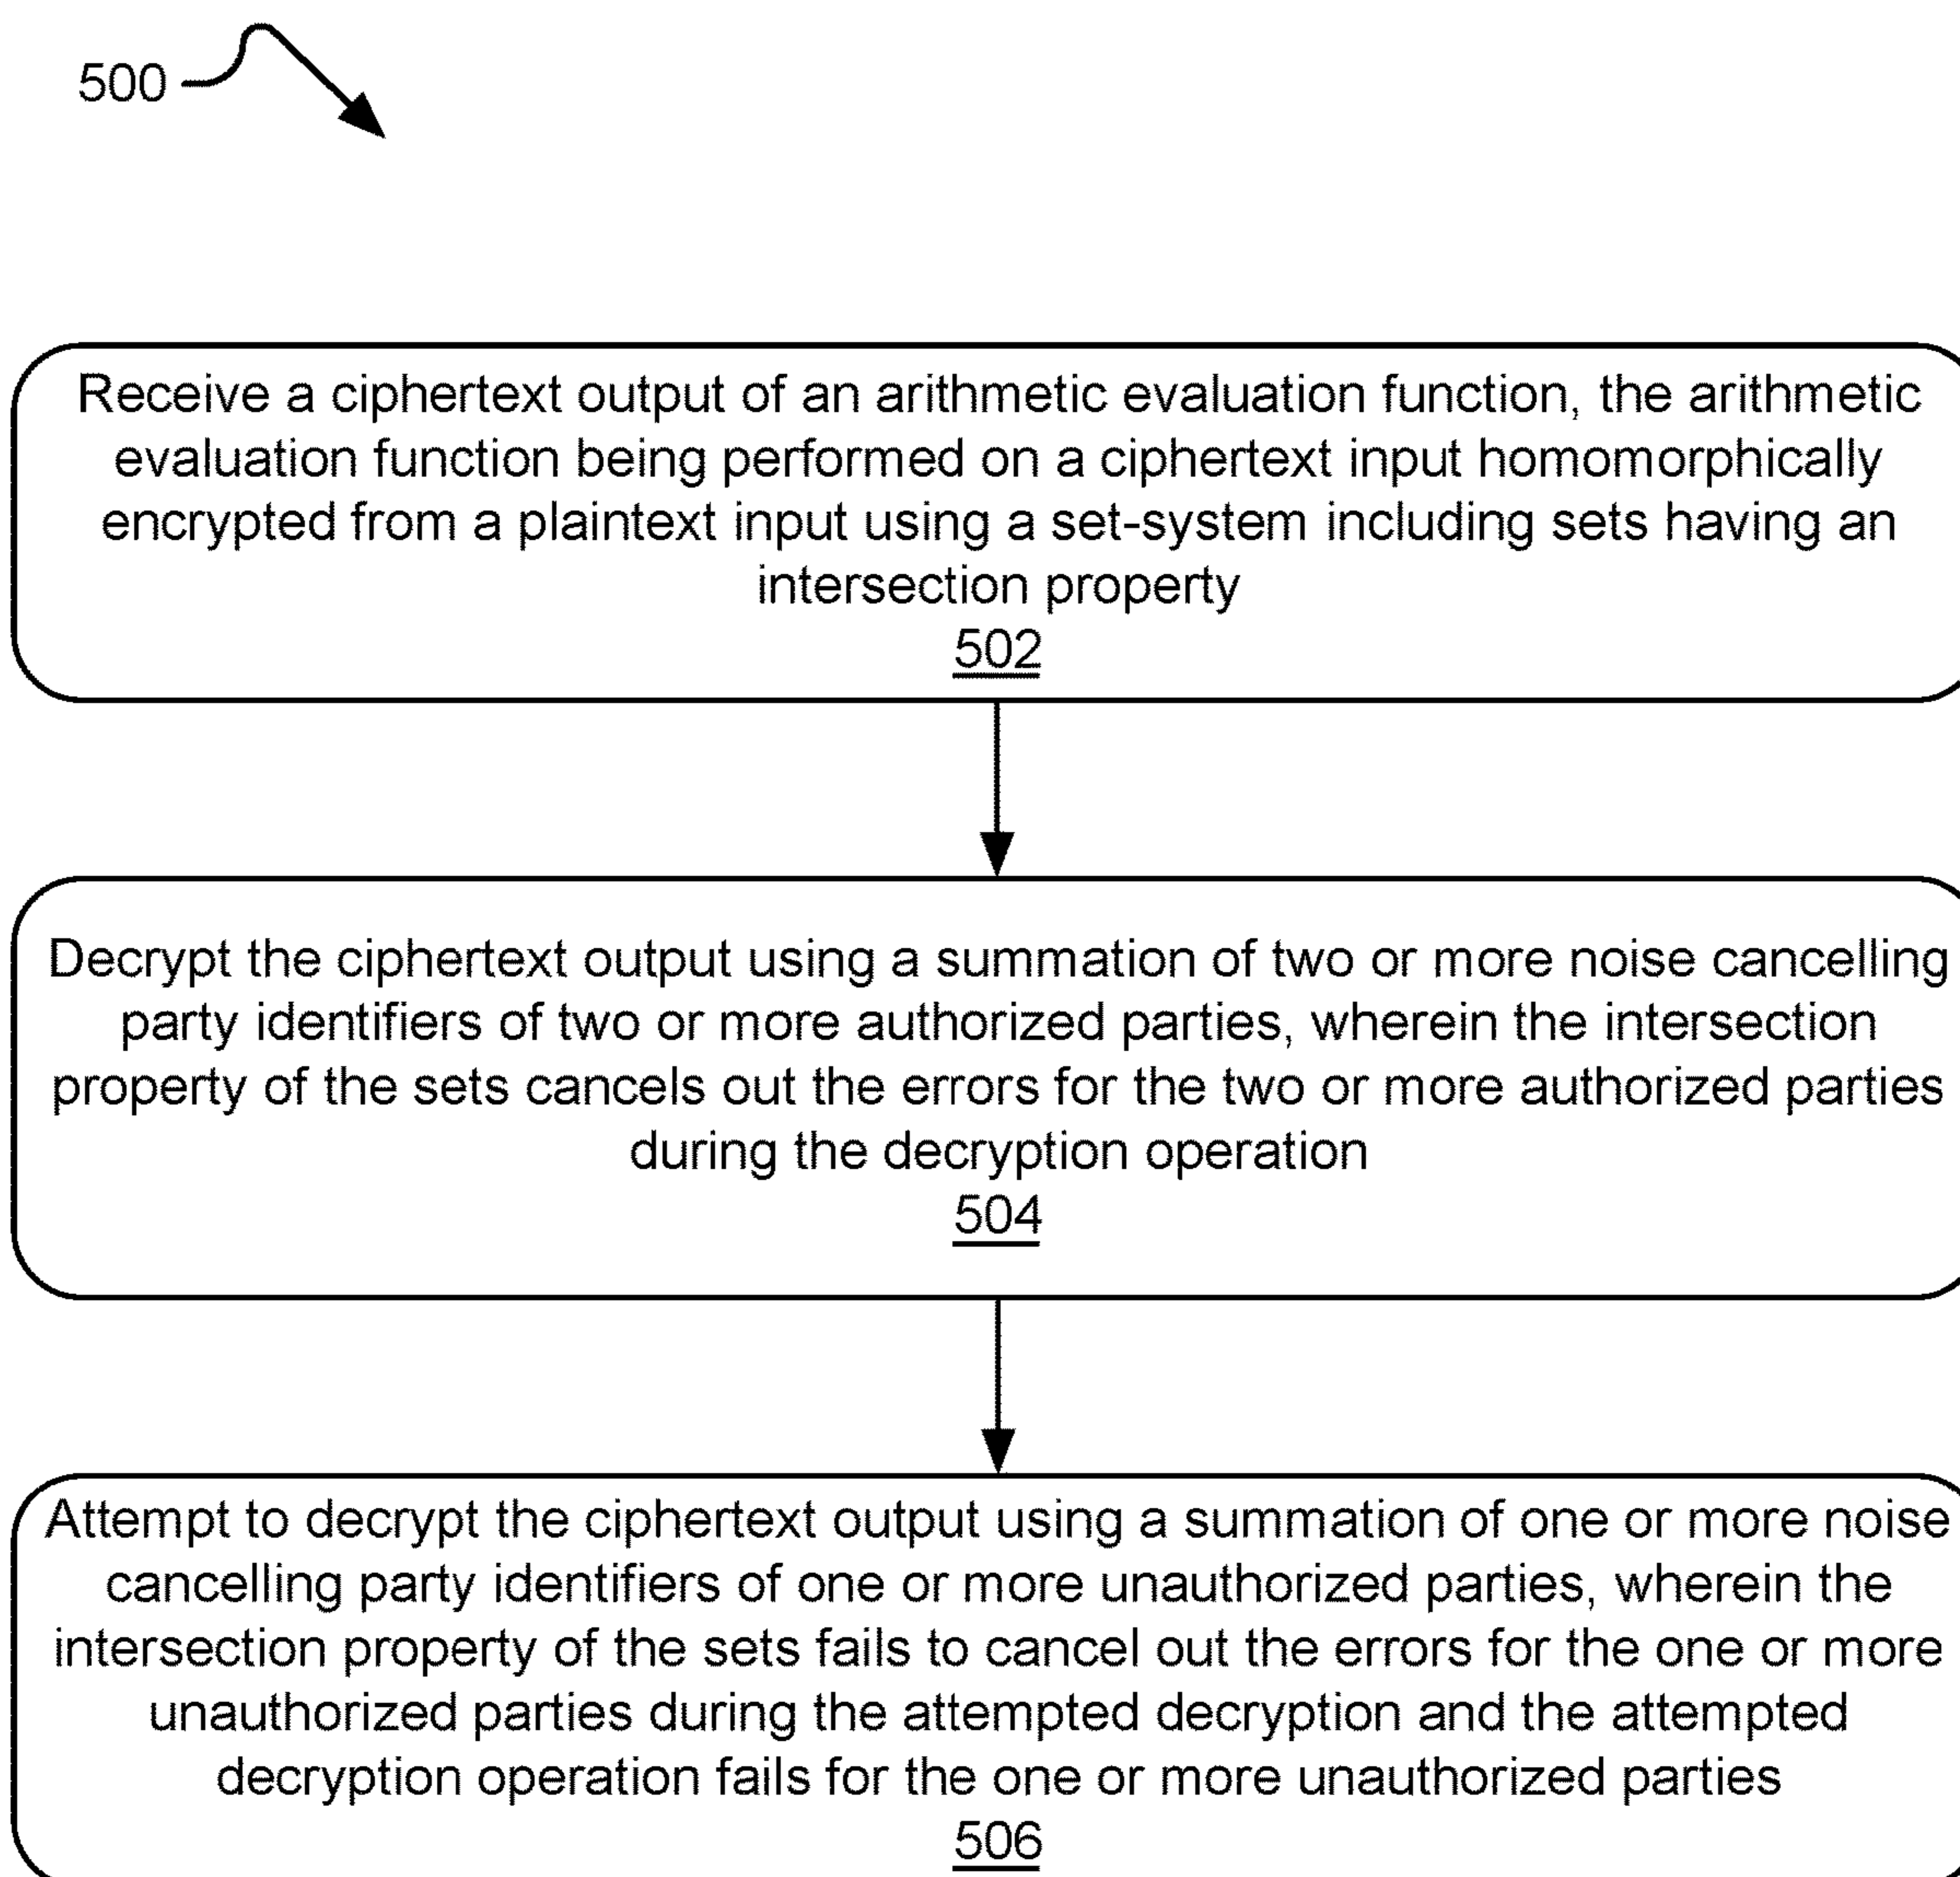 500
Receive a ciphertext output of an arithmetic evaluation function, the arithmetic
evaluation function being performed on a ciphertext input homomorphically
encrypted from a plaintext input using a set-system including sets having an
intersection property
502
Decrypt the ciphertext output using a summation of two or more noise cancelling
party identifiers of two or more authorized parties, wherein the intersection
property of the sets cancels out the errors for the two or more authorized parties
during the decryption operation
504
Attempt to decrypt the ciphertext output using a summation of one or more noise
cancelling party identifiers of one or more unauthorized parties, wherein the
intersection property of the sets fails to cancel out the errors for the one or more
unauthorized parties during the attempted decryption and the attempted
decryption operation fails for the one or more unauthorized parties
506